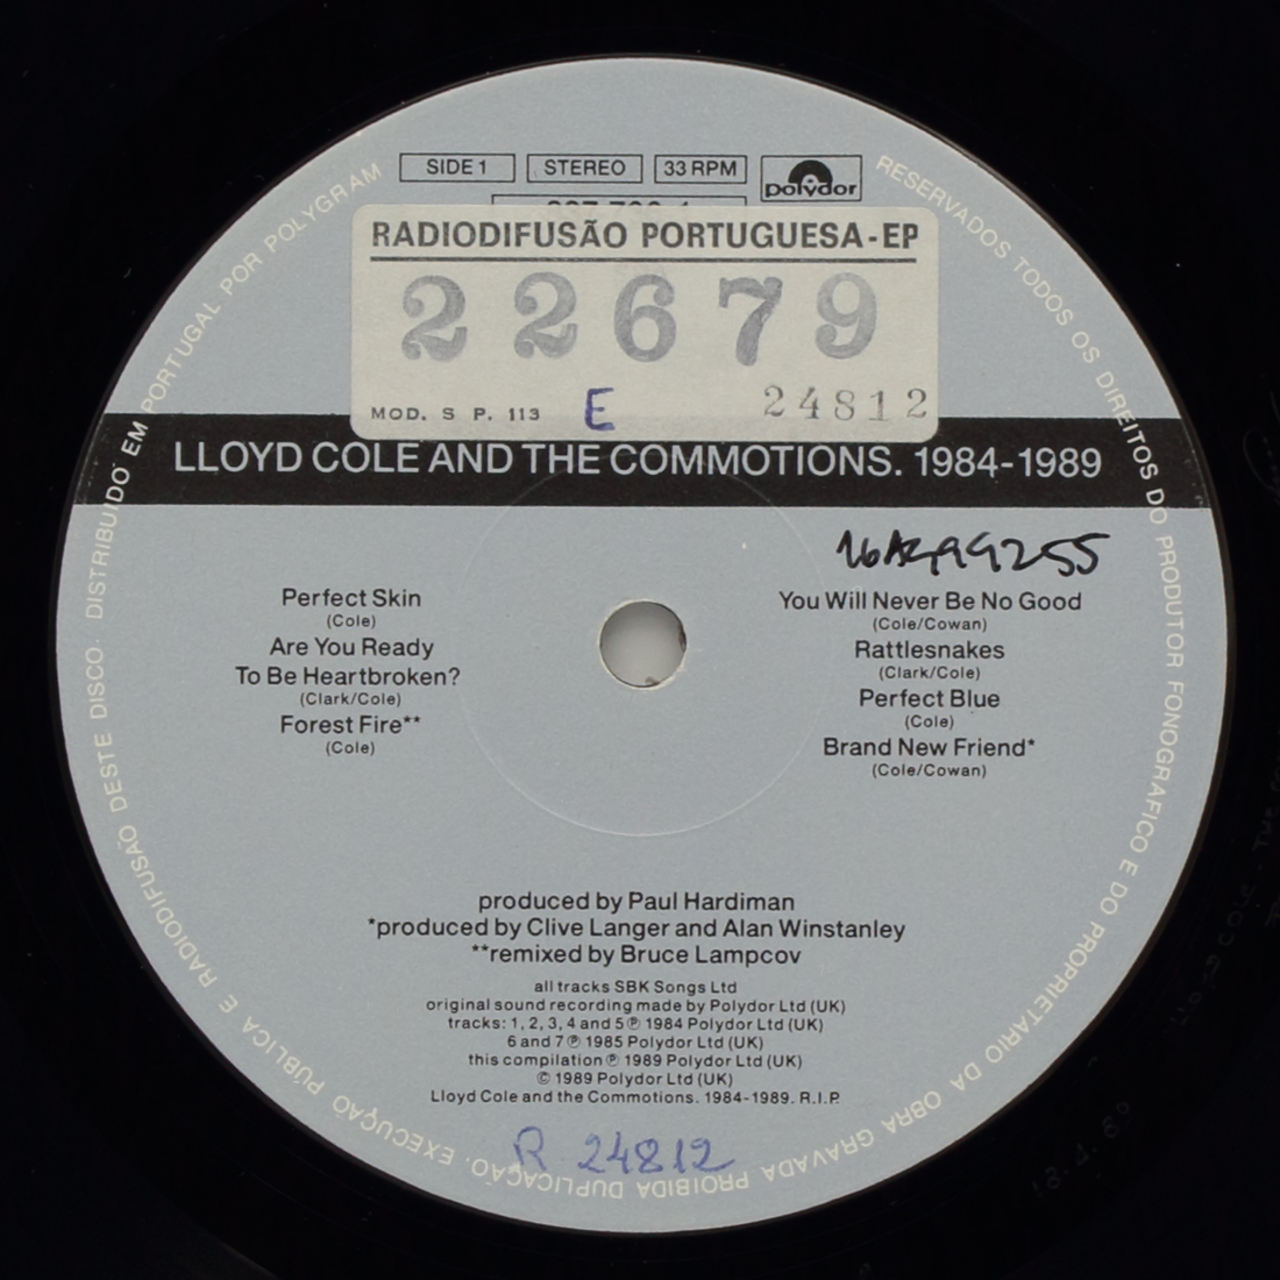 SIDE 1
STEREO
33 RPM
polydor
RADIODIFUSÃO PORTUGUESA-EP
22679
MOD. S P. 113 E 24812
LLOYD COLE AND THE COMMOTIONS. 1984-1989
Perfect Skin
(Cole)
Are You Ready
To Be Heartbroken?
(Clark/Cole)
Forest Fire**
(Cole)
You Will Never Be No Good
(Cole/Cowan)
Rattlesnakes
(Clark/Cole)
Perfect Blue
(Cole)
Brand New Friend*
(Cole/Cowan)
produced by Paul Hardiman
*produced by Clive Langer and Alan Winstanley
**remixed by Bruce Lampcov
all tracks SBK Songs Ltd
original sound recording made by Polydor Ltd (UK)
tracks: 1, 2, 3, 4 and 5 ℗ 1984 Polydor Ltd (UK)
6 and 7 ℗ 1985 Polydor Ltd (UK)
this compilation ℗ 1989 Polydor Ltd (UK)
© 1989 Polydor Ltd (UK)
Lloyd Cole and the Commotions. 1984-1989. R.I.P.
R 24812
RESERVADOS TODOS OS DIREITOS DO PRODUTOR FONOGRAFICO E DO PROPRIETARIO DA OBRA GRAVADA PROIBIDA DUPLICAÇÃO, EXECUÇÃO PÚBLICA E RADIODIFUSÃO DESTE DISCO. DISTRIBUIDO EM PORTUGAL POR POLYGRAM